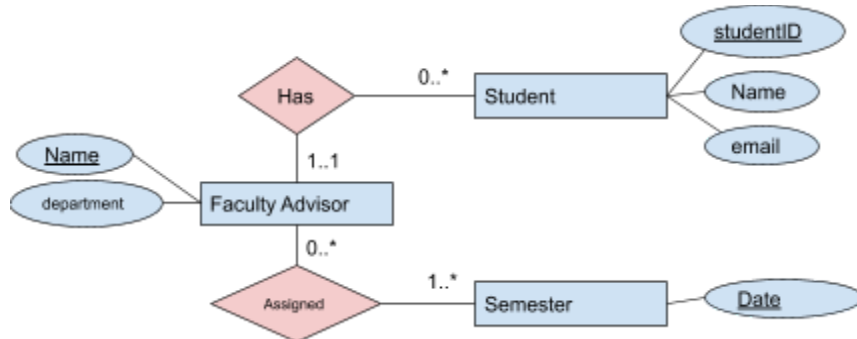 studentID
Has
0..*
Student
Name
email
1..1
Name
department
Faculty Advisor
0..*
Assigned
1..*
Semester
Date